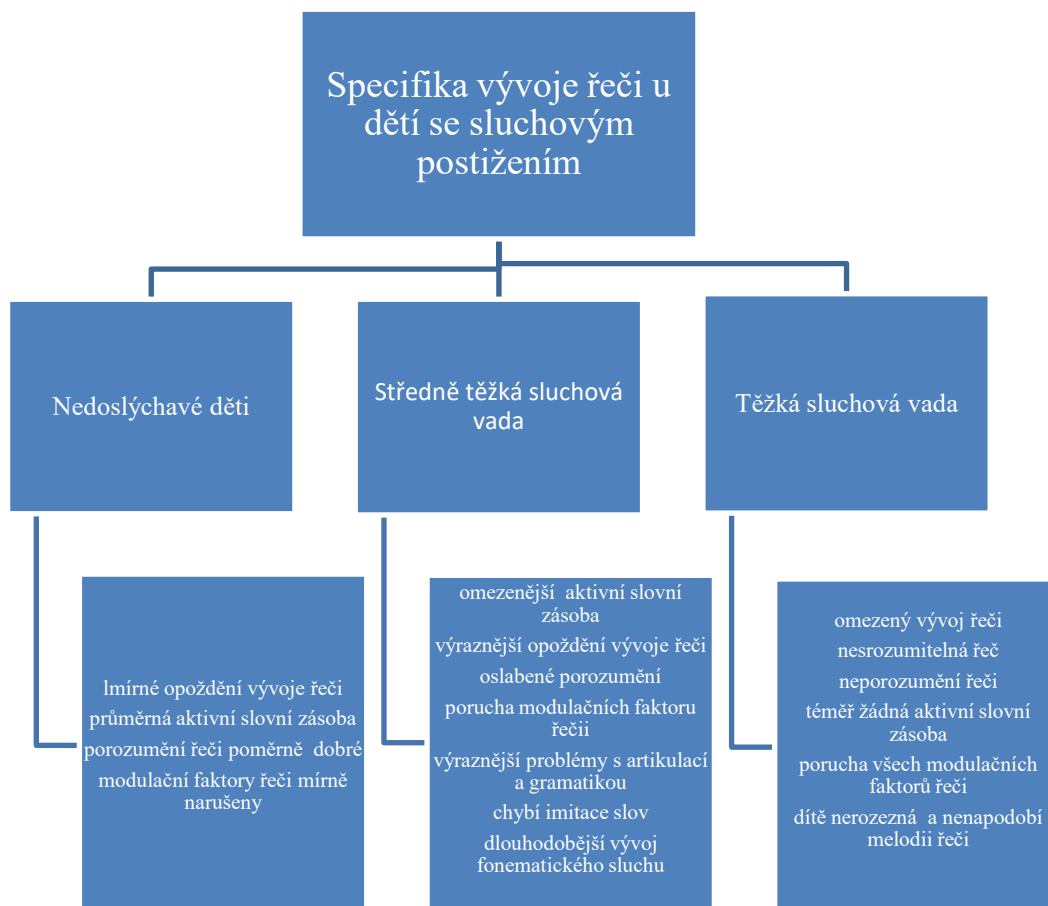 Specifika vývoje řeči u
dětí se sluchovým
postižením
Nedoslýchavé děti
Středně těžká sluchová
vada
Těžká sluchová vada
lmírné opoždění vývoje řeči
průměrná aktivní slovní zásoba
porozumění řeči poměrně dobré
modulační faktory řeči mírně
narušeny
omezenější aktivní slovní
zásoba
výraznější opoždění vývoje řeči
oslabené porozumění
porucha modulačních faktoru
řečii
výraznější problémy s artikulací
a gramatikou
chybí imitace slov
dlouhodobější vývoj
fonematického sluchu
omezený vývoj řeči
nesrozumitelná řeč
neporozumění řeči
téměř žádná aktivní slovní
zásoba
porucha všech modulačních
faktorů řeči
dítě nerozezná a nenapodobí
melodii řeči